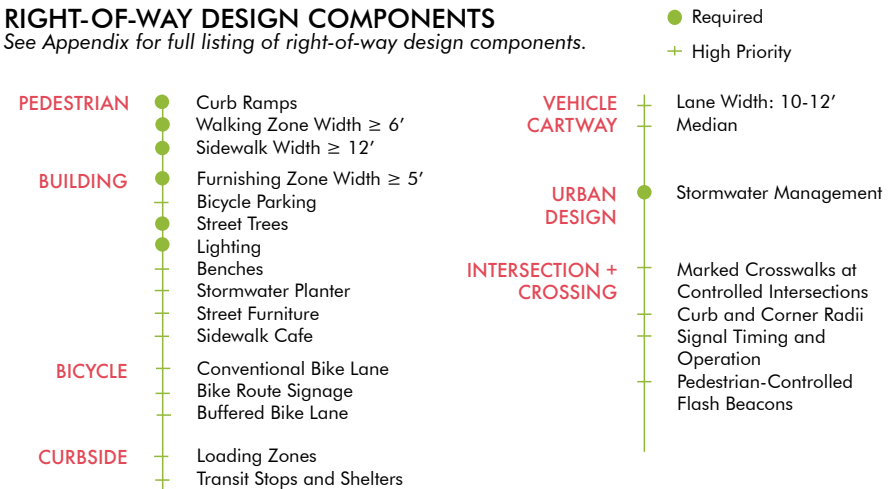 RIGHT-OF-WAY DESIGN COMPONENTS
See Appendix for full listing of right-of-way design components.
Required
High Priority
PEDESTRIAN
Curb Ramps
Walking Zone Width ≥ 6’
Sidewalk Width ≥ 12’
BUILDING
Furnishing Zone Width ≥ 5’
Bicycle Parking
Street Trees
Lighting
Benches
Stormwater Planter
Street Furniture
Sidewalk Cafe
BICYCLE
Conventional Bike Lane
Bike Route Signage
Buffered Bike Lane
CURBSIDE
Loading Zones
Transit Stops and Shelters
VEHICLE
CARTWAY
Lane Width: 10-12’
Median
URBAN
DESIGN
Stormwater Management
INTERSECTION +
CROSSING
Marked Crosswalks at
Controlled Intersections
Curb and Corner Radii
Signal Timing and
Operation
Pedestrian-Controlled
Flash Beacons